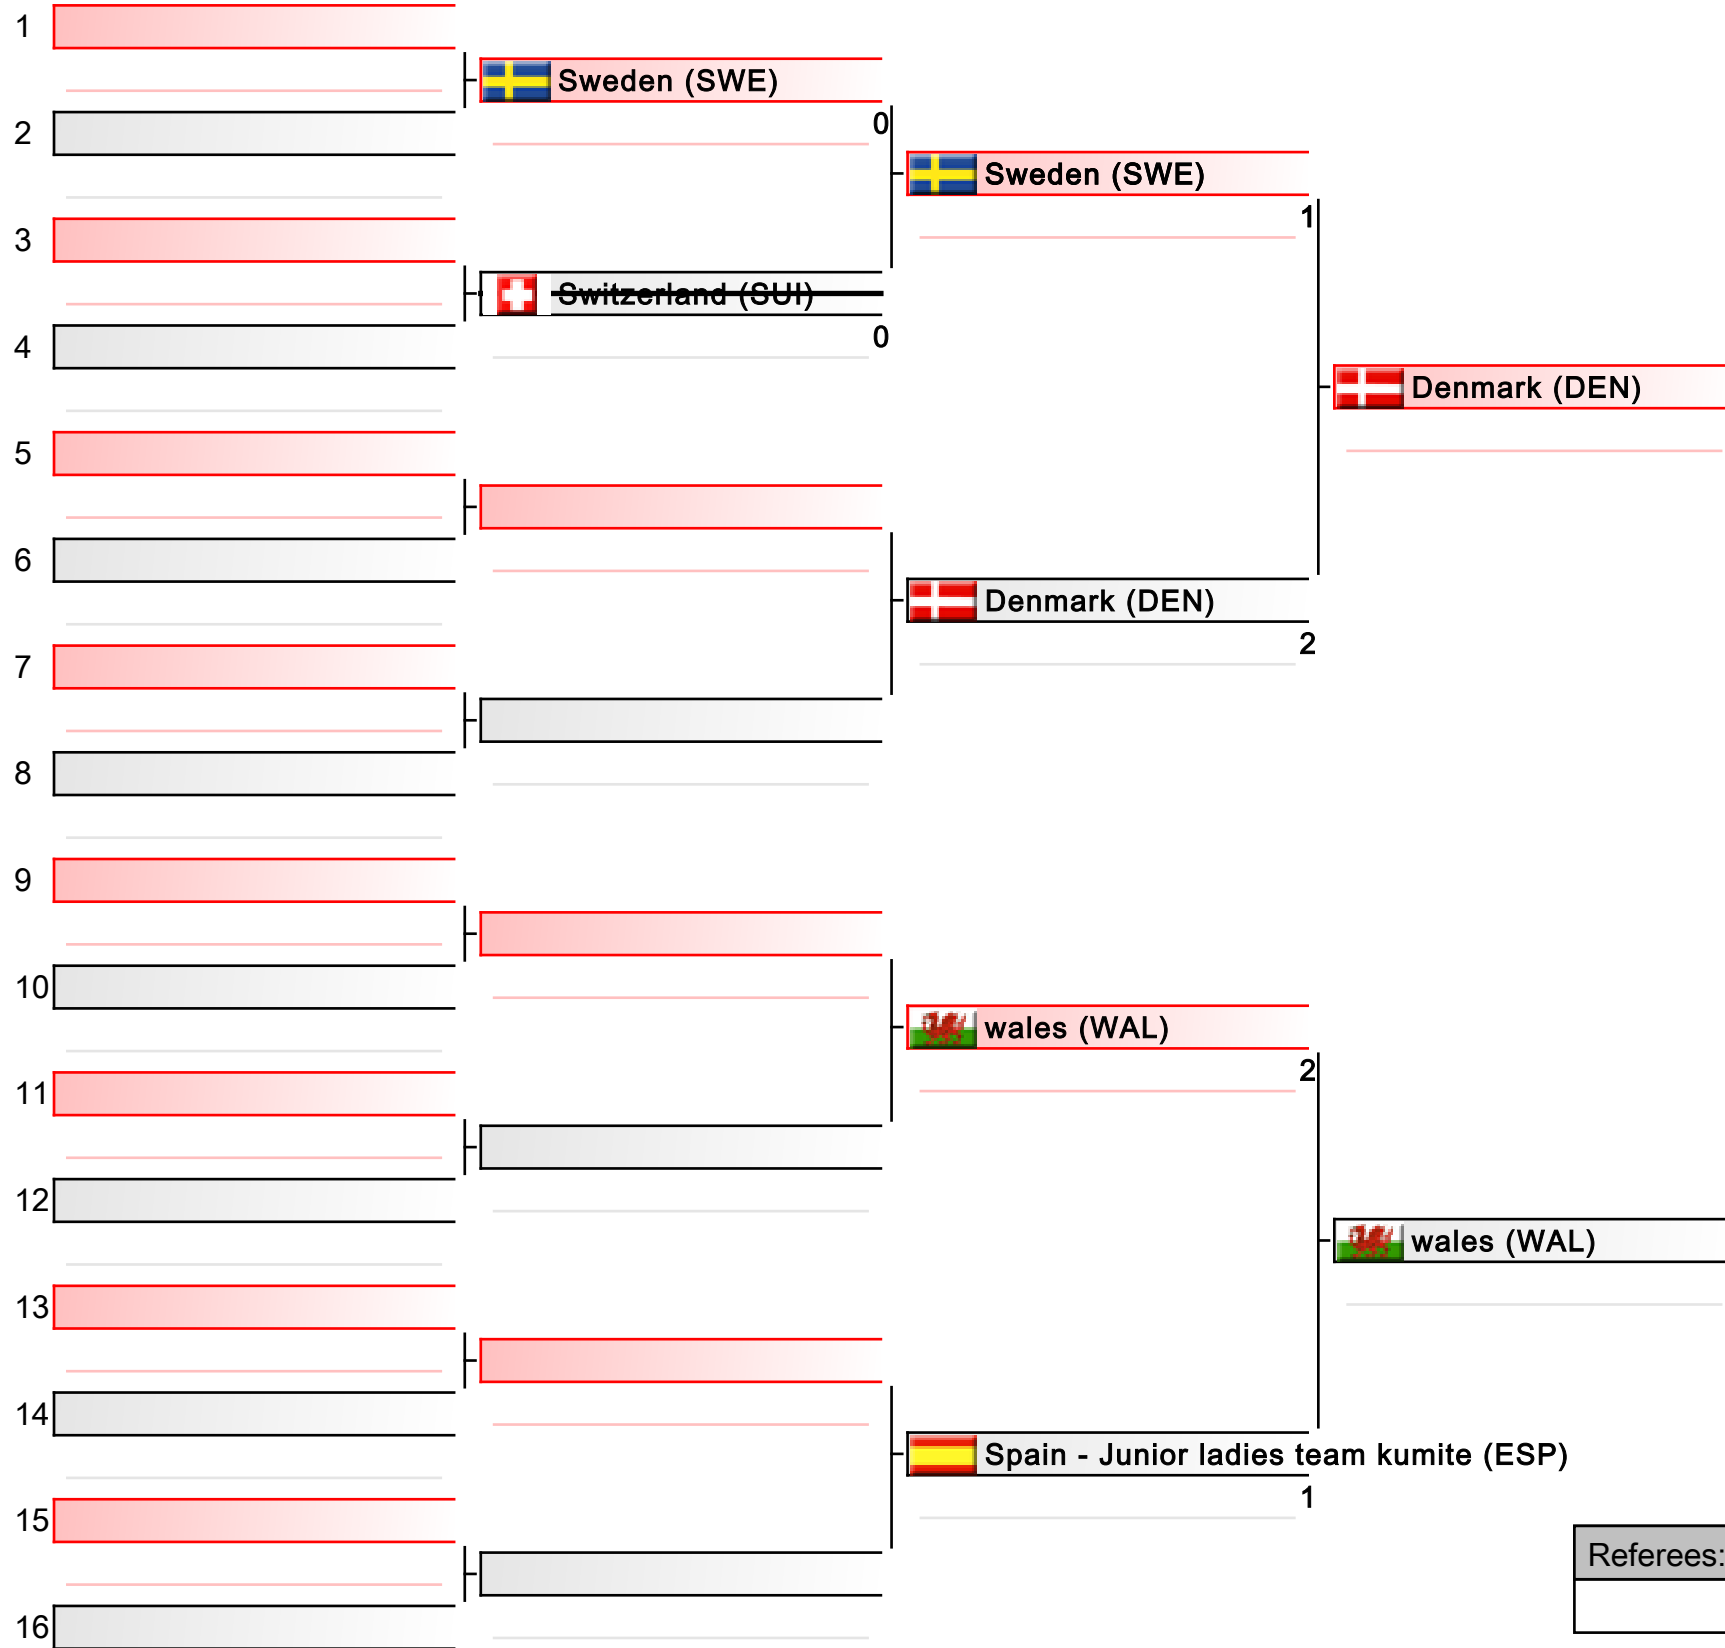 1
Sweden (SWE)
0
2
Sweden (SWE)
1
3
Switzerland (SUI)
0
4
Denmark (DEN)
5
6
Denmark (DEN)
2
7
8
9
10
wales (WAL)
2
11
12
wales (WAL)
13
14
Spain - Junior ladies team kumite (ESP)
1
15
Referees:
16